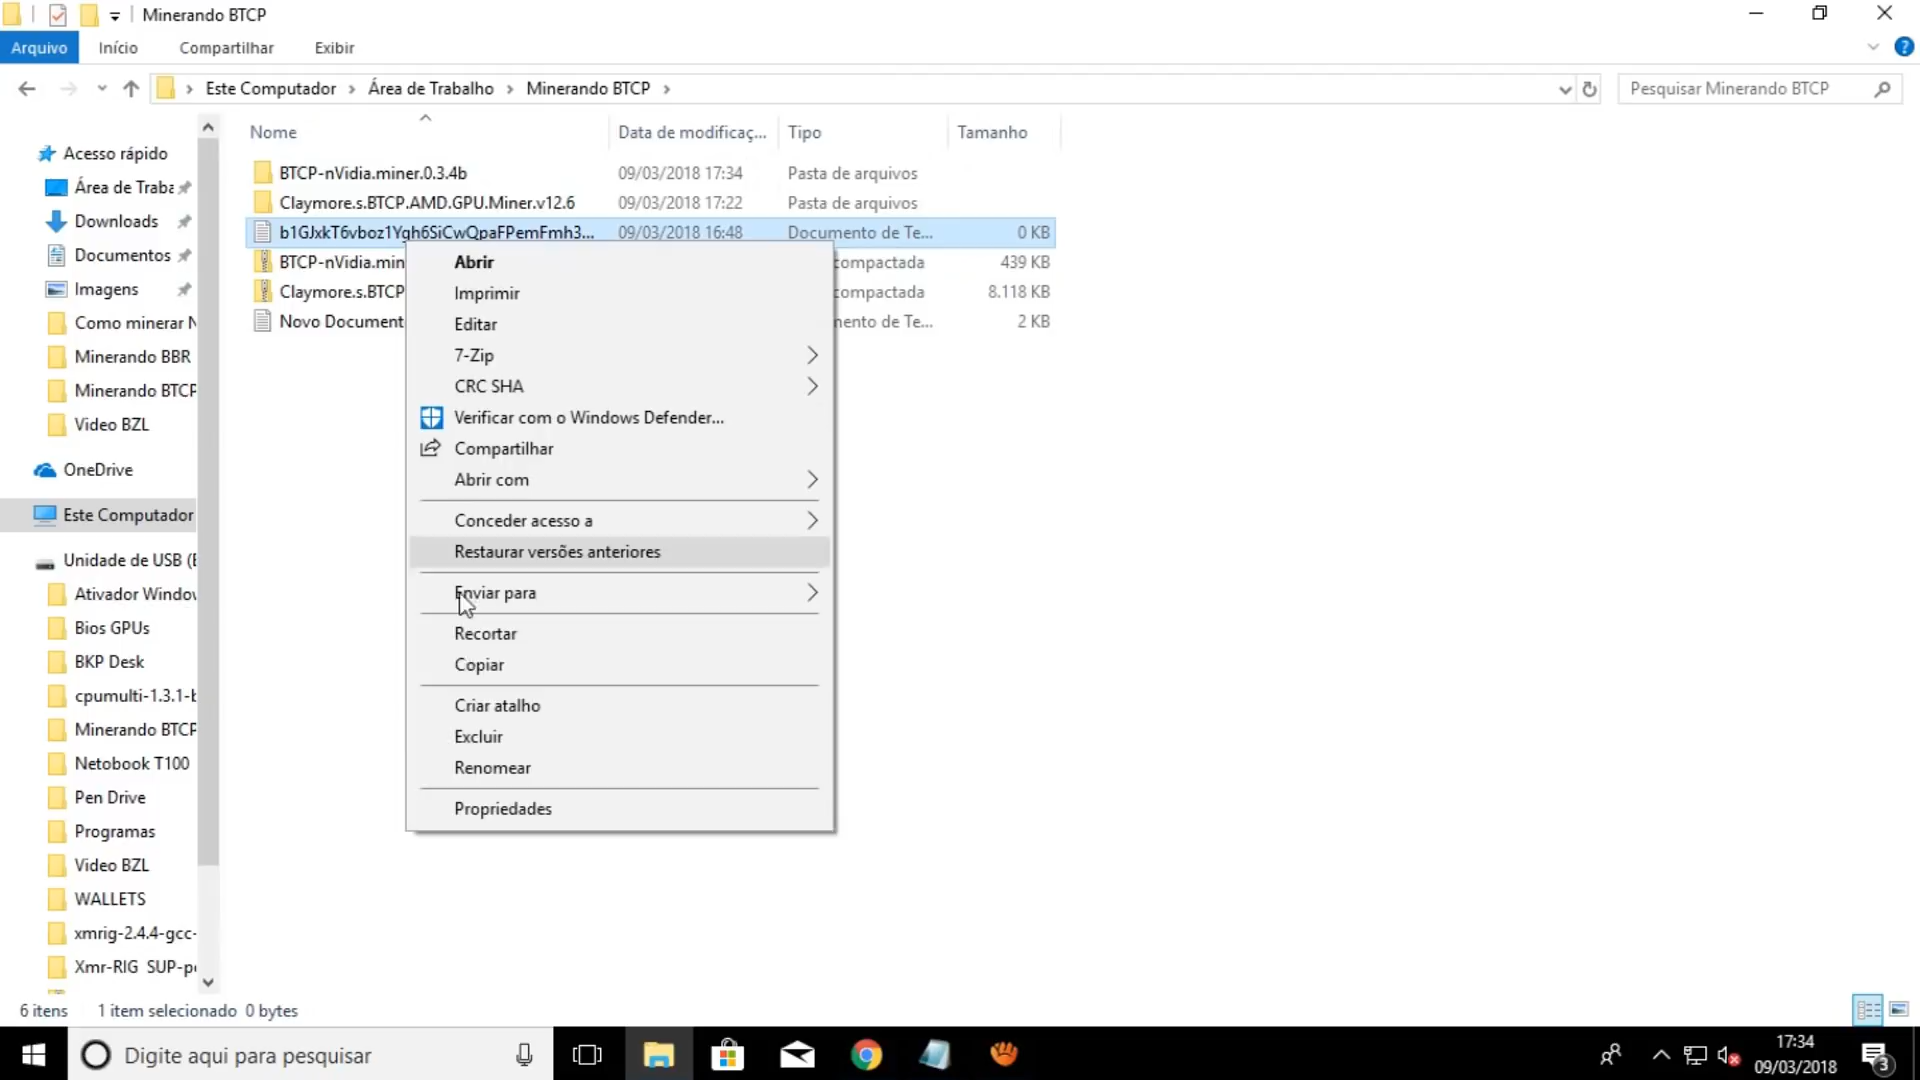 Minerando BTCP
Arquivo Início Compartilhar Exibir
Este Computador Área de Trabalho Minerando BTCP
Pesquisar Minerando BTCP
Nome Data de modificaç... Tipo Tamanho
BTCP-nVidia.miner.0.3.4b 09/03/2018 17:34 Pasta de arquivos
Claymore.s.BTCP.AMD.GPU.Miner.v12.6 09/03/2018 17:22 Pasta de arquivos
b1GJxkT6vboz1Ygh6SiCwQpaFPemFmh3... 09/03/2018 16:48 Documento de Te... 0 KB
BTCP-nVidia.min compactada 439 KB
Claymore.s.BTCP compactada 8.118 KB
Novo Document mento de Te... 2 KB
Abrir
Imprimir
Editar
7-Zip
CRC SHA
Verificar com o Windows Defender...
Compartilhar
Abrir com
Conceder acesso a
Restaurar versões anteriores
Enviar para
Recortar
Copiar
Criar atalho
Excluir
Renomear
Propriedades
Acesso rápido
Área de Traba
Downloads
Documentos
Imagens
Como minerar N
Minerando BBR
Minerando BTCP
Video BZL
OneDrive
Este Computador
Unidade de USB (E
Ativador Window
Bios GPUs
BKP Desk
cpumulti-1.3.1-b
Minerando BTCP
Netobook T100
Pen Drive
Programas
Video BZL
WALLETS
xmrig-2.4.4-gcc-
Xmr-RIG SUP-po
6 itens 1 item selecionado 0 bytes
Digite aqui para pesquisar
17:34
09/03/2018
3